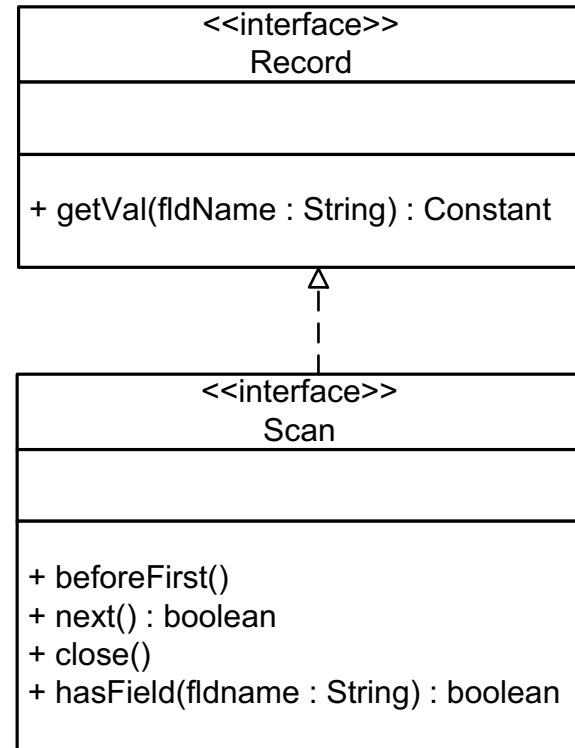 <<interface>>
Record
+ getVal(fldName : String) : Constant
<<interface>>
Scan
+ beforeFirst()
+ next() : boolean
+ close()
+ hasField(fldname : String) : boolean